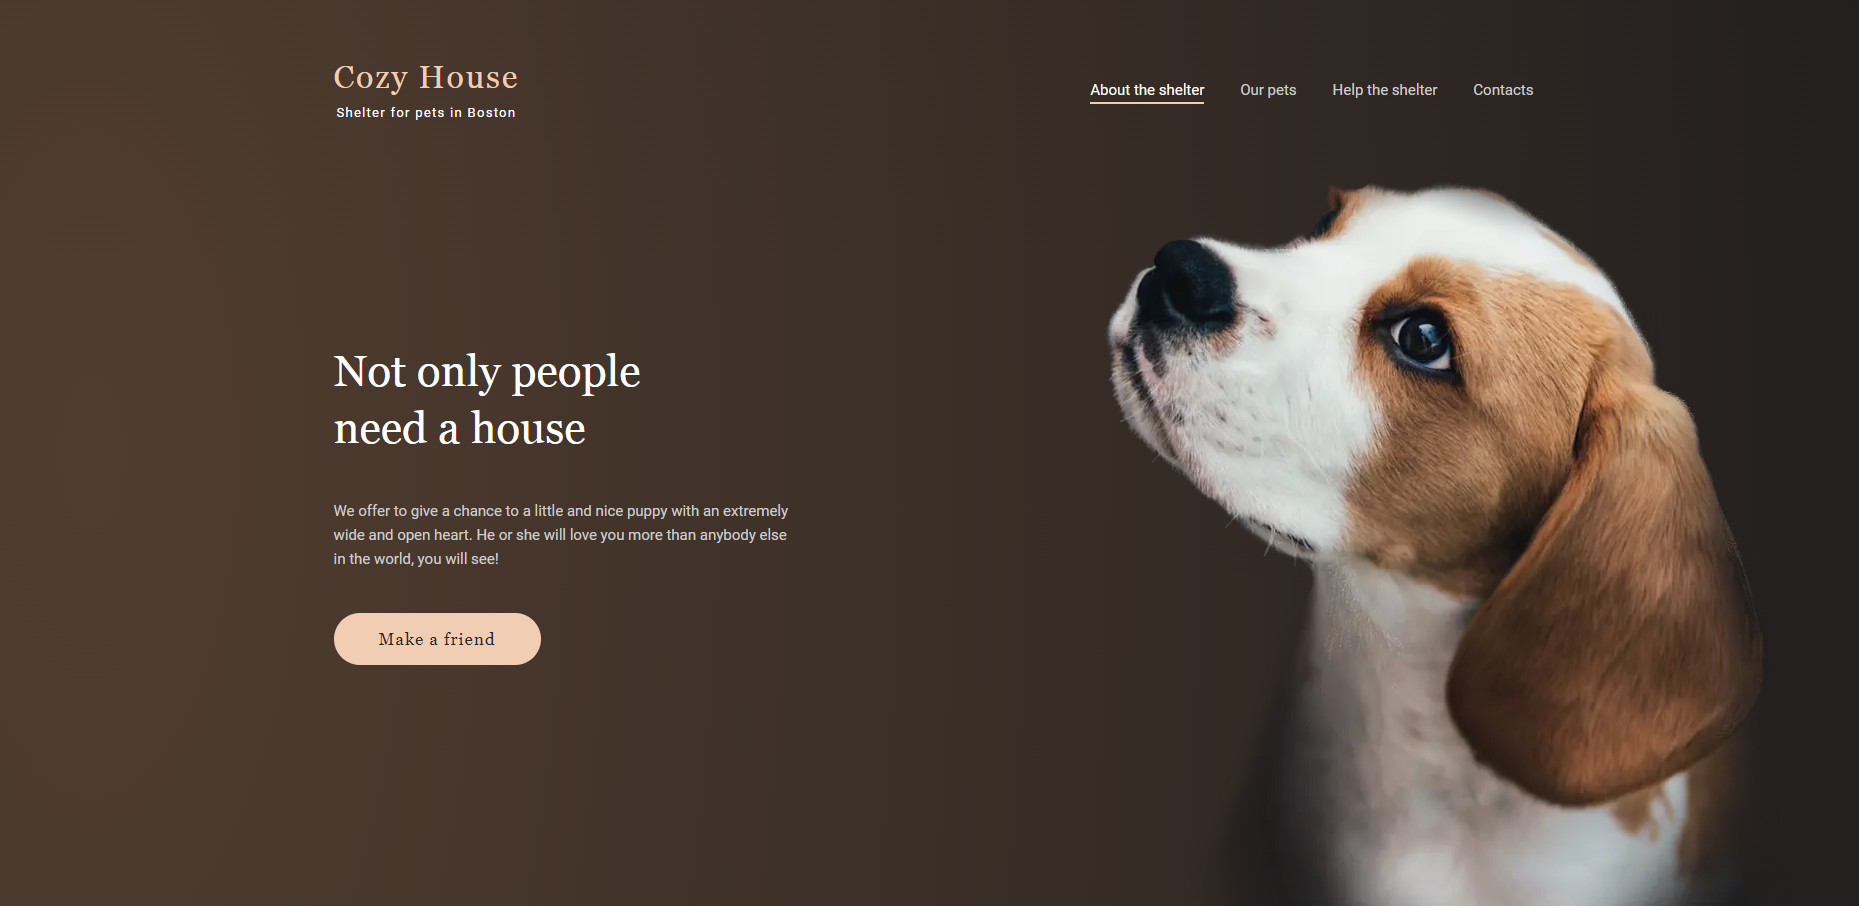 Cozy House
Shelter for pets in Boston
About the shelter
Our pets
Help the shelter
Contacts
Not only people
need a house
We offer to give a chance to a little and nice puppy with an extremely
wide and open heart. He or she will love you more than anybody else
in the world, you will see!
Make a friend